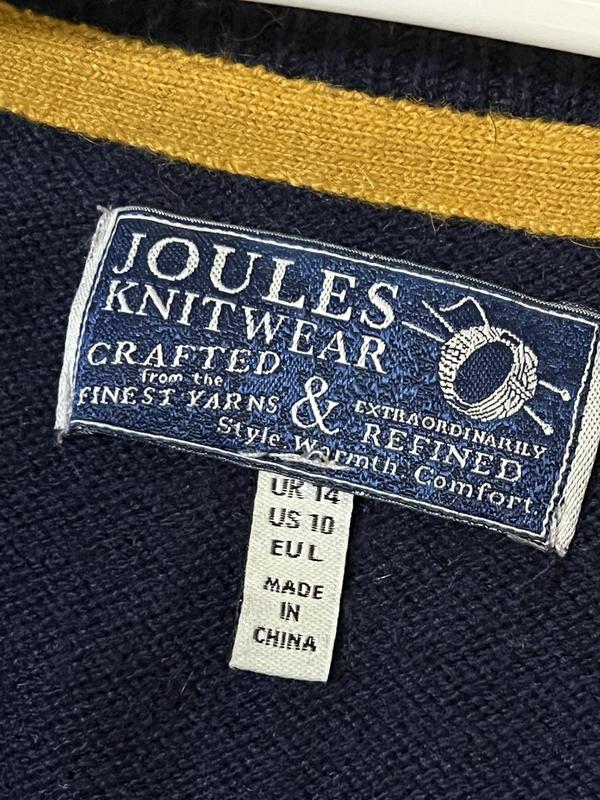 JOULES
KNITWEAR
CRAFTED
from the
FINEST YARNS
&
EXTRAORDINARILY
REFINED
Style. Warmth. Comfort.
UK 14
US 10
EU L
MADE
IN
CHINA